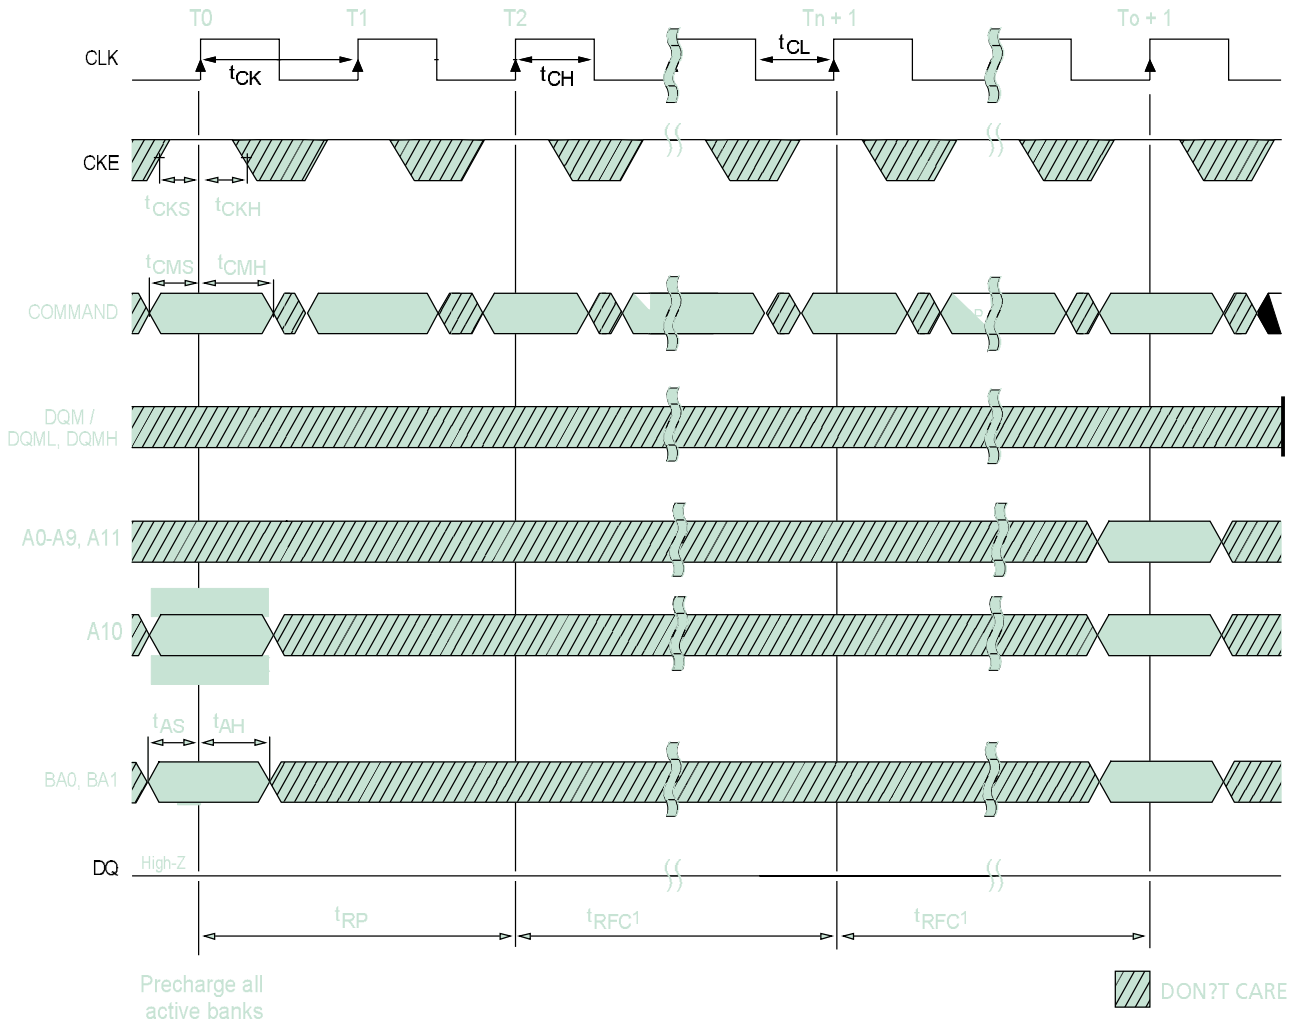 T0 T1 T2 Tn + 1 To + 1
CLK
tCK tCH tCL
CKE
tCKS tCKH
tCMS tCMH
COMMAND
DQM /
DQML, DQMH
A0-A9, A11
A10
tAS tAH
BA0, BA1
DQ High-Z
tRP tRFC1 tRFC1
Precharge all
active banks
DON?T CARE